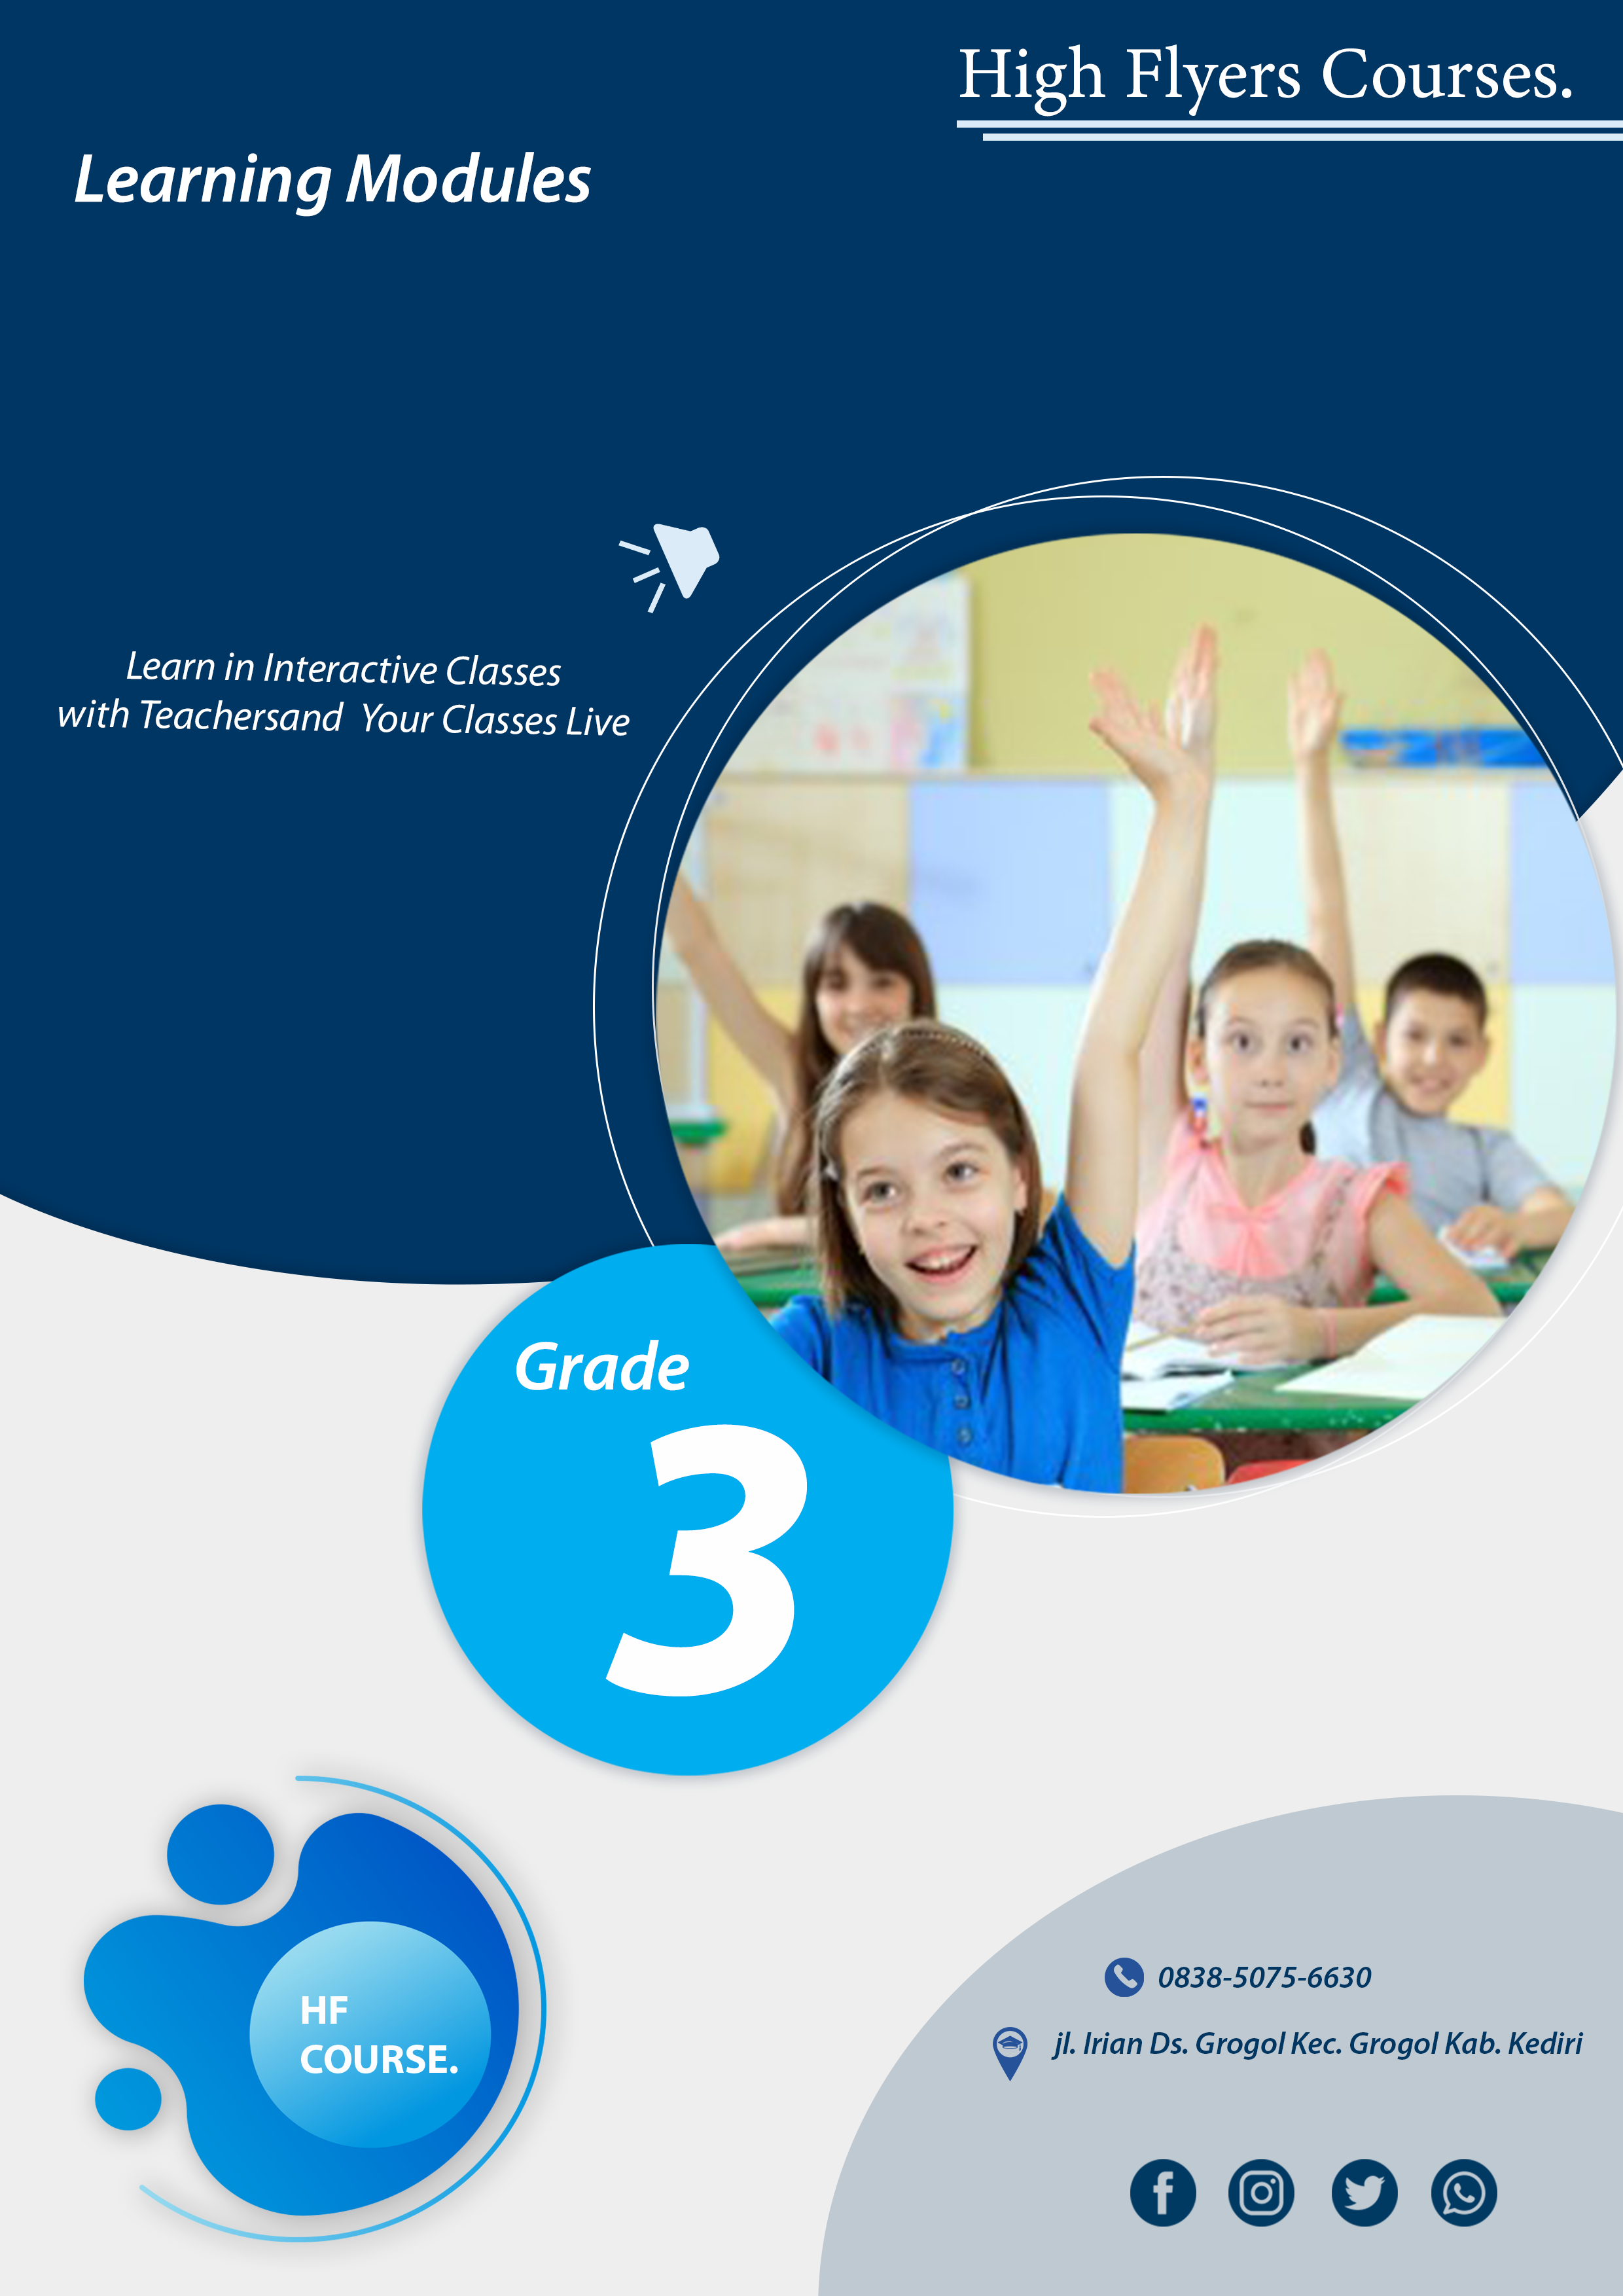 High Flyers Courses.
Learning Modules
Learn in Interactive Classes
with Teachersand  Your Classes Live
Grade
3
HF
COURSE.
0838-5075-6630
jl. Irian Ds. Grogol Kec. Grogol Kab. Kediri